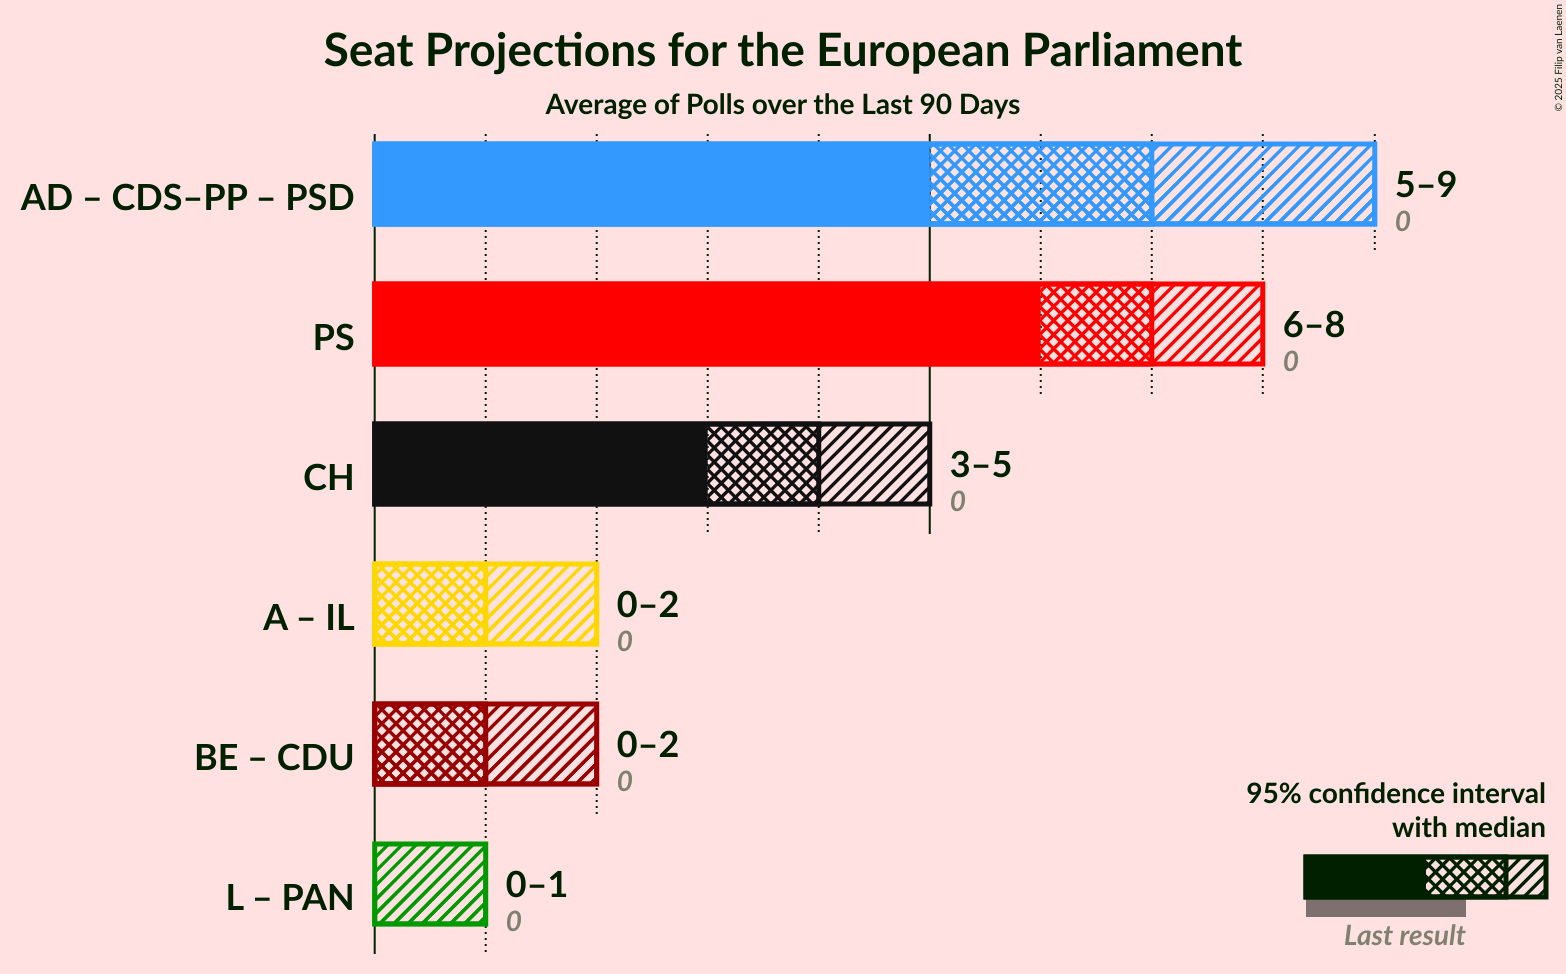 Seat Projections for the European Parliament
Average of Polls over the Last 90 Days
© 2025 Filip van Laenen
AD – CDS–PP – PSD
5–9
0
PS
6–8
0
CH
3–5
0
A – IL
0–2
0
BE – CDU
0–2
0
L – PAN
0–1
0
95% confidence interval
with median
Last result